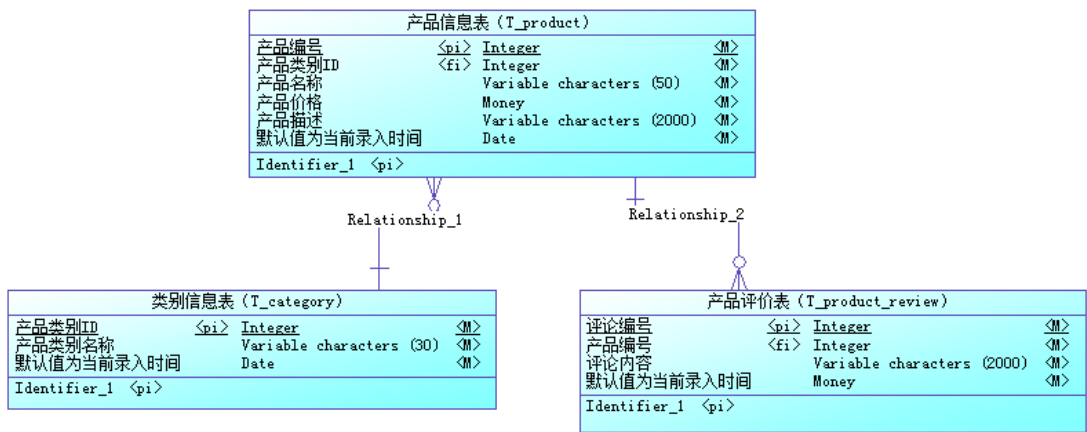 产品信息表 (T_product)
产品编号 <pi> Integer <M>
产品类别ID <fi> Integer <M>
产品名称 Variable characters (50) <M>
产品价格 Money <M>
产品描述 Variable characters (2000) <M>
默认值为当前录入时间 Date <M>
Identifier_1 <pi>
Relationship_1
Relationship_2
类别信息表 (T_category)
产品类别ID <pi> Integer <M>
产品类别名称 Variable characters (30) <M>
默认值为当前录入时间 Date <M>
Identifier_1 <pi>
产品评价表 (T_product_review)
评论编号 <pi> Integer <M>
产品编号 <fi> Integer <M>
评论内容 Variable characters (2000) <M>
默认值为当前录入时间 Money <M>
Identifier_1 <pi>